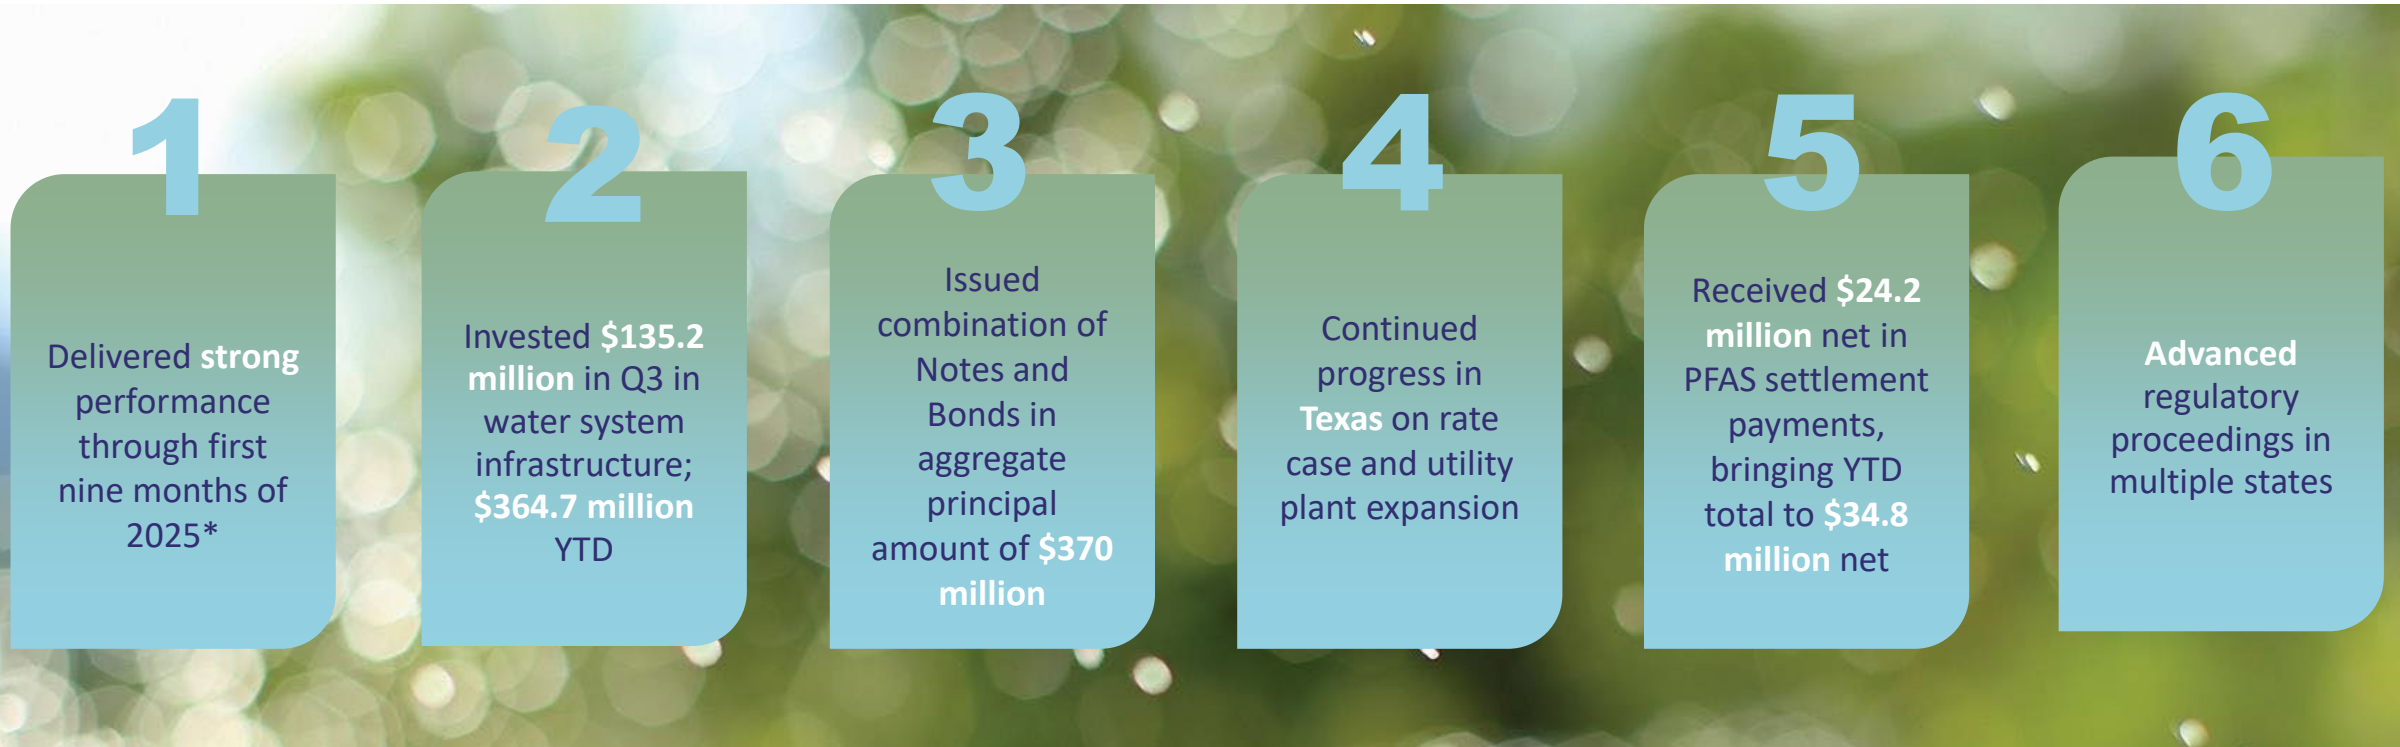 1
Delivered strong
performance
through first
nine months of
2025*
2
Invested $135.2
million in Q3 in
water system
infrastructure;
$364.7 million
YTD
3
Issued
combination of
Notes and
Bonds in
aggregate
principal
amount of $370
million
4
Continued
progress in
Texas on rate
case and utility
plant expansion
5
Received $24.2
million net in
PFAS settlement
payments,
bringing YTD
total to $34.8
million net
6
Advanced
regulatory
proceedings in
multiple states